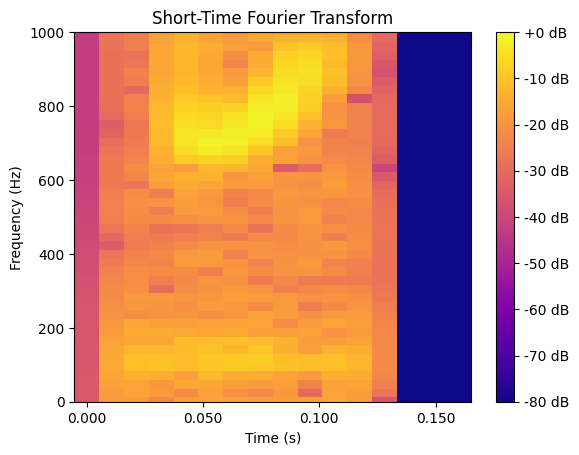 Short-Time Fourier Transform
1000
800
600
400
200
0
Frequency (Hz)
0.000
0.050
0.100
0.150
Time (s)
+0 dB
-10 dB
-20 dB
-30 dB
-40 dB
-50 dB
-60 dB
-70 dB
-80 dB